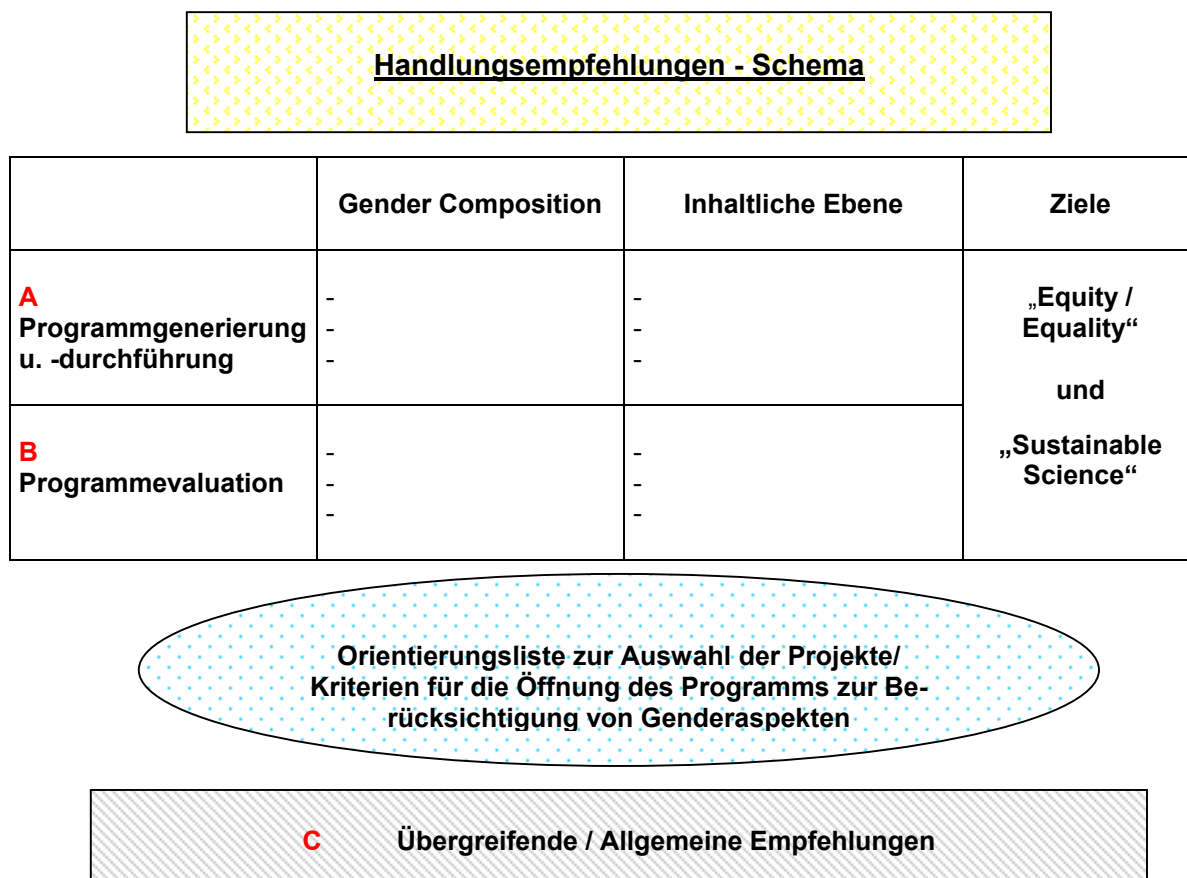 Handlungsempfehlungen - Schema
Gender Composition
Inhaltliche Ebene
Ziele
A
Programmgenerierung
u. -durchführung
-
-
-
-
-
-
„Equity /
Equality“
und
„Sustainable
Science“
B
Programmevaluation
-
-
-
-
-
-
Orientierungsliste zur Auswahl der Projekte/
Kriterien für die Öffnung des Programms zur Be-
rücksichtigung von Genderaspekten
C Übergreifende / Allgemeine Empfehlungen